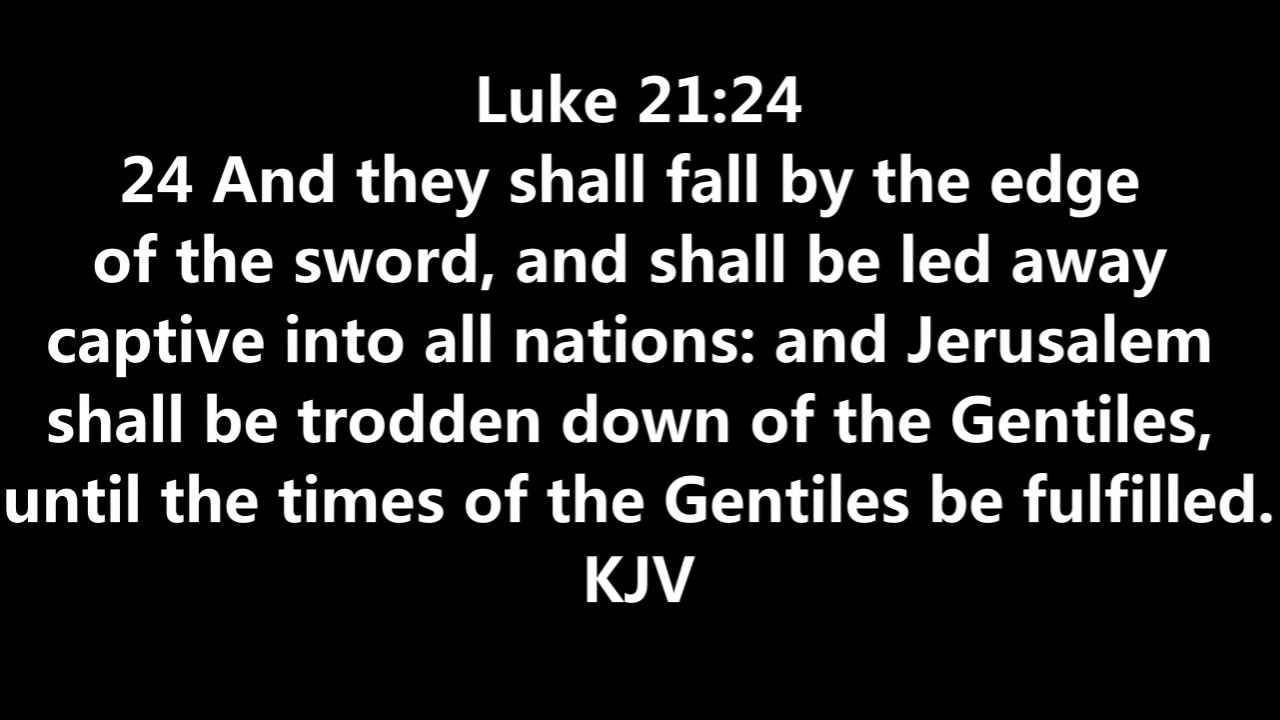 Luke 21:24
24 And they shall fall by the edge
of the sword, and shall be led away
captive into all nations: and Jerusalem
shall be trodden down of the Gentiles,
until the times of the Gentiles be fulfilled.
KJV